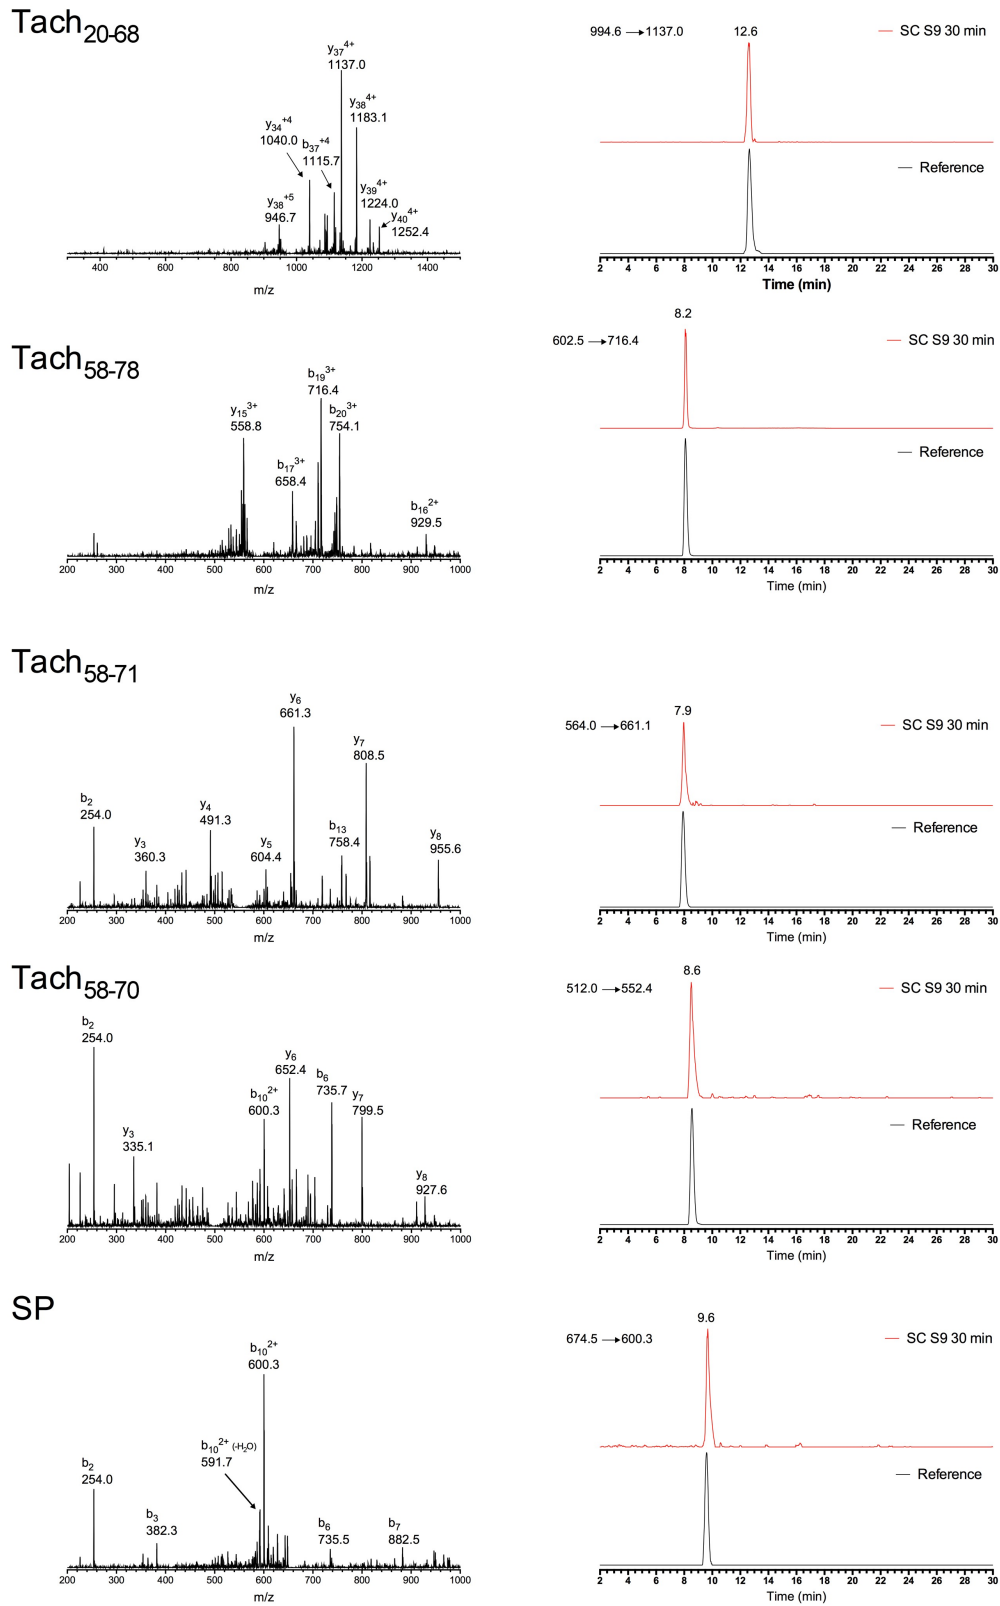 Tach20-68
y37 4+
1137.0
y38 4+
1183.1
y34 +4
1040.0
b37 +4
1115.7
y39 4+
1224.0
y38 +5
946.7
y40 4+
1252.4
400 600 800 1000 1200 1400
m/z
994.6 → 1137.0
12.6
SC S9 30 min
Reference
2 4 6 8 10 12 14 16 18 20 22 24 26 28 30
Time (min)
Tach58-78
b19 3+
716.4
y15 3+
558.8
b20 3+
754.1
b17 3+
658.4
b16 2+
929.5
200 300 400 500 600 700 800 900 1000
m/z
8.2
602.5 → 716.4
SC S9 30 min
Reference
2 4 6 8 10 12 14 16 18 20 22 24 26 28 30
Time (min)
Tach58-71
y6
661.3
y7
808.5
b2
254.0
y4
491.3
y3
360.3
y5
604.4
b13
758.4
y8
955.6
200 300 400 500 600 700 800 900 1000
m/z
7.9
564.0 → 661.1
SC S9 30 min
Reference
2 4 6 8 10 12 14 16 18 20 22 24 26 28 30
Time (min)
Tach58-70
b2
254.0
y6
652.4
b6
735.7
b10 2+
600.3
y7
799.5
y3
335.1
y8
927.6
200 300 400 500 600 700 800 900 1000
m/z
8.6
512.0 → 552.4
SC S9 30 min
Reference
2 4 6 8 10 12 14 16 18 20 22 24 26 28 30
Time (min)
SP
b10 2+
600.3
b10 2+ (-H2O)
591.7
b2
254.0
b3
382.3
b6
735.5
b7
882.5
200 300 400 500 600 700 800 900 1000
m/z
9.6
674.5 → 600.3
SC S9 30 min
Reference
2 4 6 8 10 12 14 16 18 20 22 24 26 28 30
Time (min)